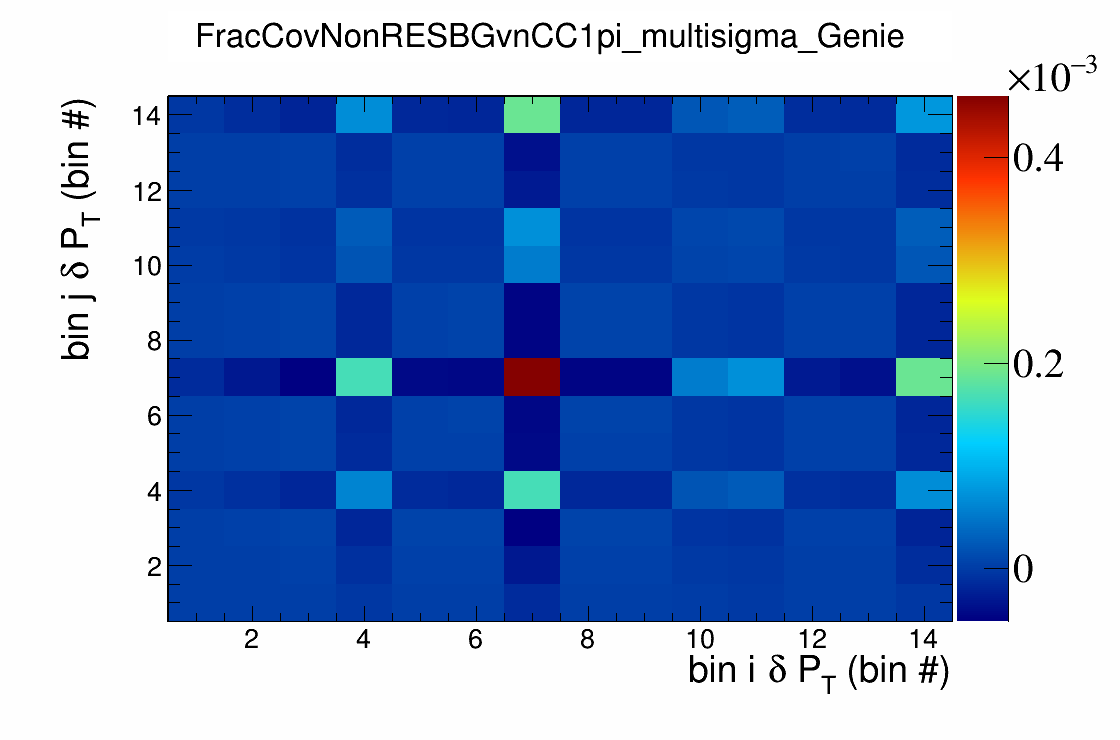 FracCovNonRESBGvnCC1pi_multisigma_Genie
×10⁻³
bin j δ P_T (bin #)
14
12
10
8
6
4
2
2 4 6 8 10 12 14
bin i δ P_T (bin #)
0.4
0.2
0